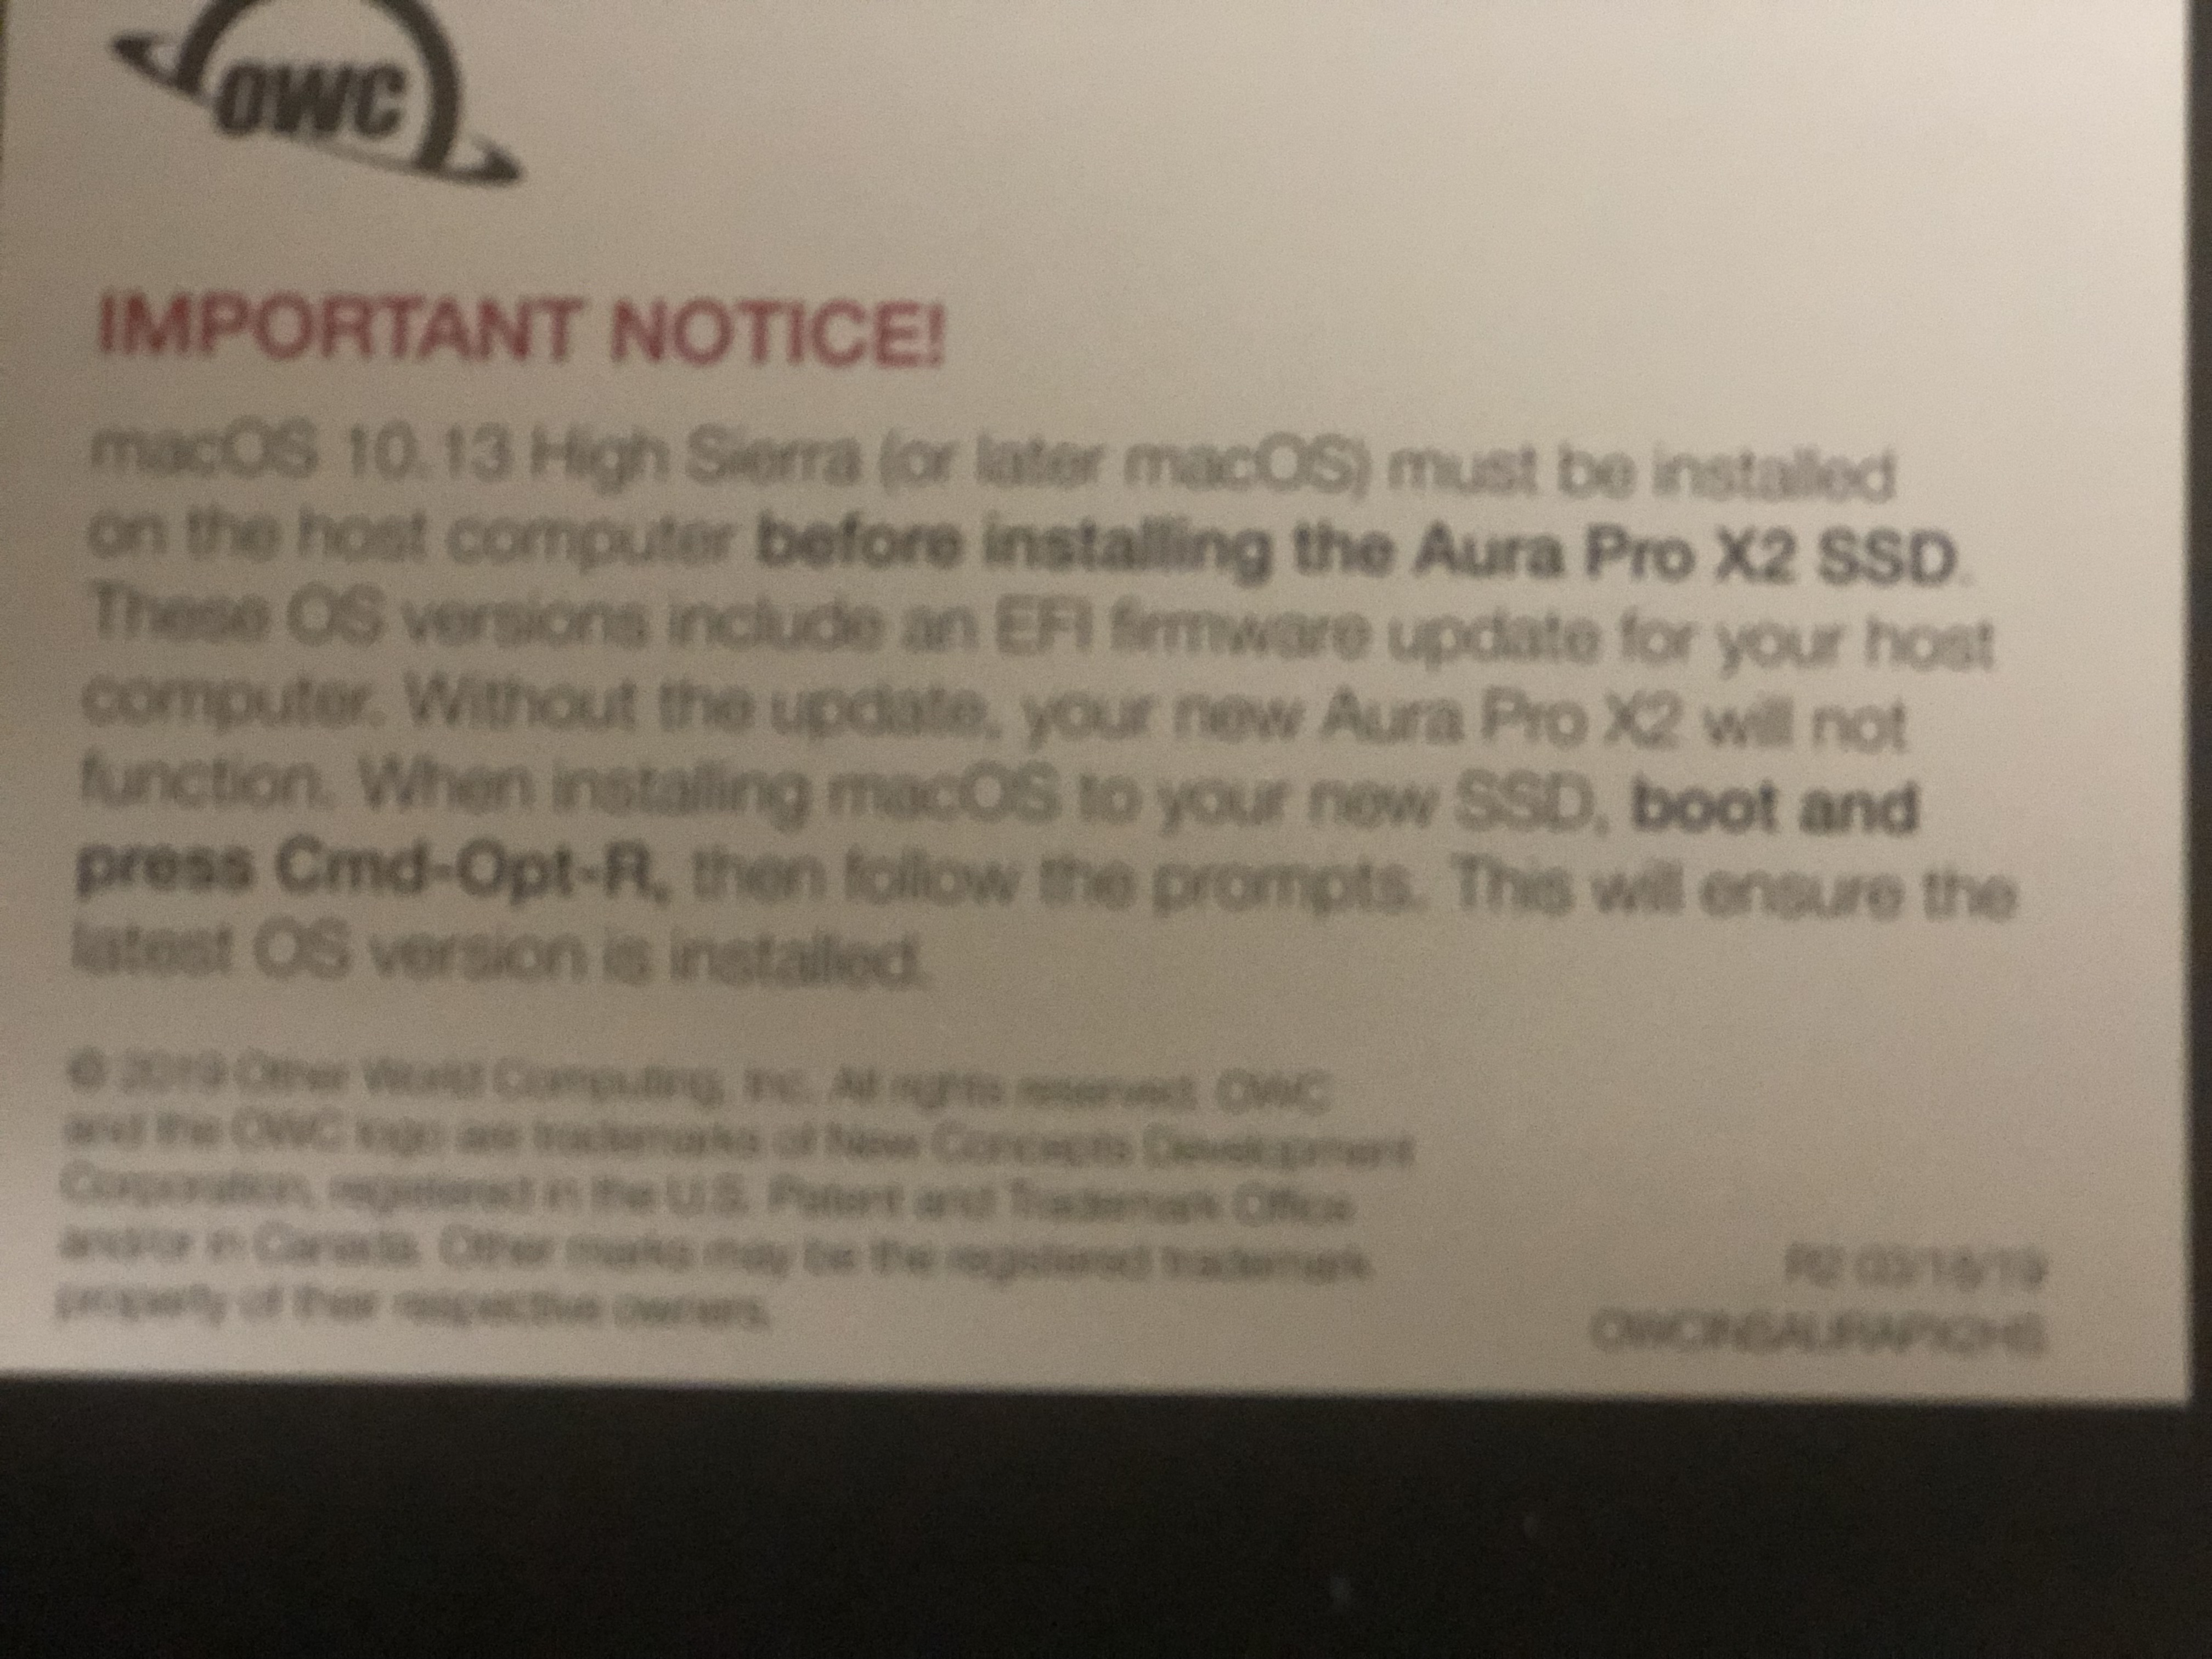 OWC
IMPORTANT NOTICE!
macOS 10.13 High Sierra (or later macOS) must be installed
on the host computer before installing the Aura Pro X2 SSD.
These OS versions include an EFI firmware update for your host
computer. Without the update, your new Aura Pro X2 will not
function. When installing macOS to your new SSD, boot and
press Cmd-Opt-R, then follow the prompts. This will ensure the
latest OS version is installed.
© 2019 Other World Computing, Inc. All rights reserved. OWC
and the OWC logo are trademarks of New Concepts Development
Corporation, registered in the U.S. Patent and Trademark Office
and/or in Canada. Other marks may be the registered trademark
property of their respective owners.